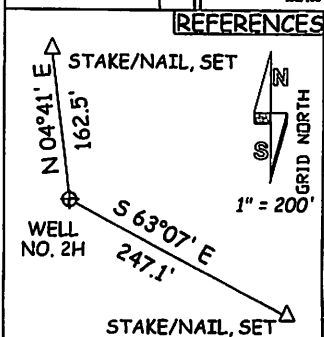 REFERENCES
STAKE/NAIL, SET
N 04°41' E
162.5'
N
S
GRID NORTH
1" = 200'
WELL
NO. 2H
S 63°07' E
247.1'
STAKE/NAIL, SET